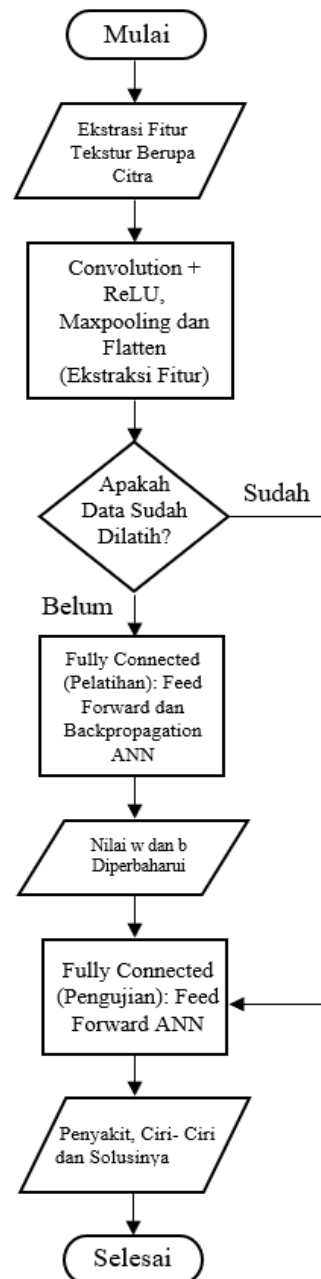 Mulai
Ekstrasi Fitur
Tekstur Berupa
Citra
Convolution +
ReLU,
Maxpooling dan
Flatten
(Ekstraksi Fitur)
Apakah
Data Sudah
Dilatih?
Sudah
Belum
Fully Connected
(Pelatihan): Feed
Forward dan
Backpropagation
ANN
Nilai w dan b
Diperbaharui
Fully Connected
(Pengujian): Feed
Forward ANN
Penyakit, Ciri- Ciri
dan Solusinya
Selesai